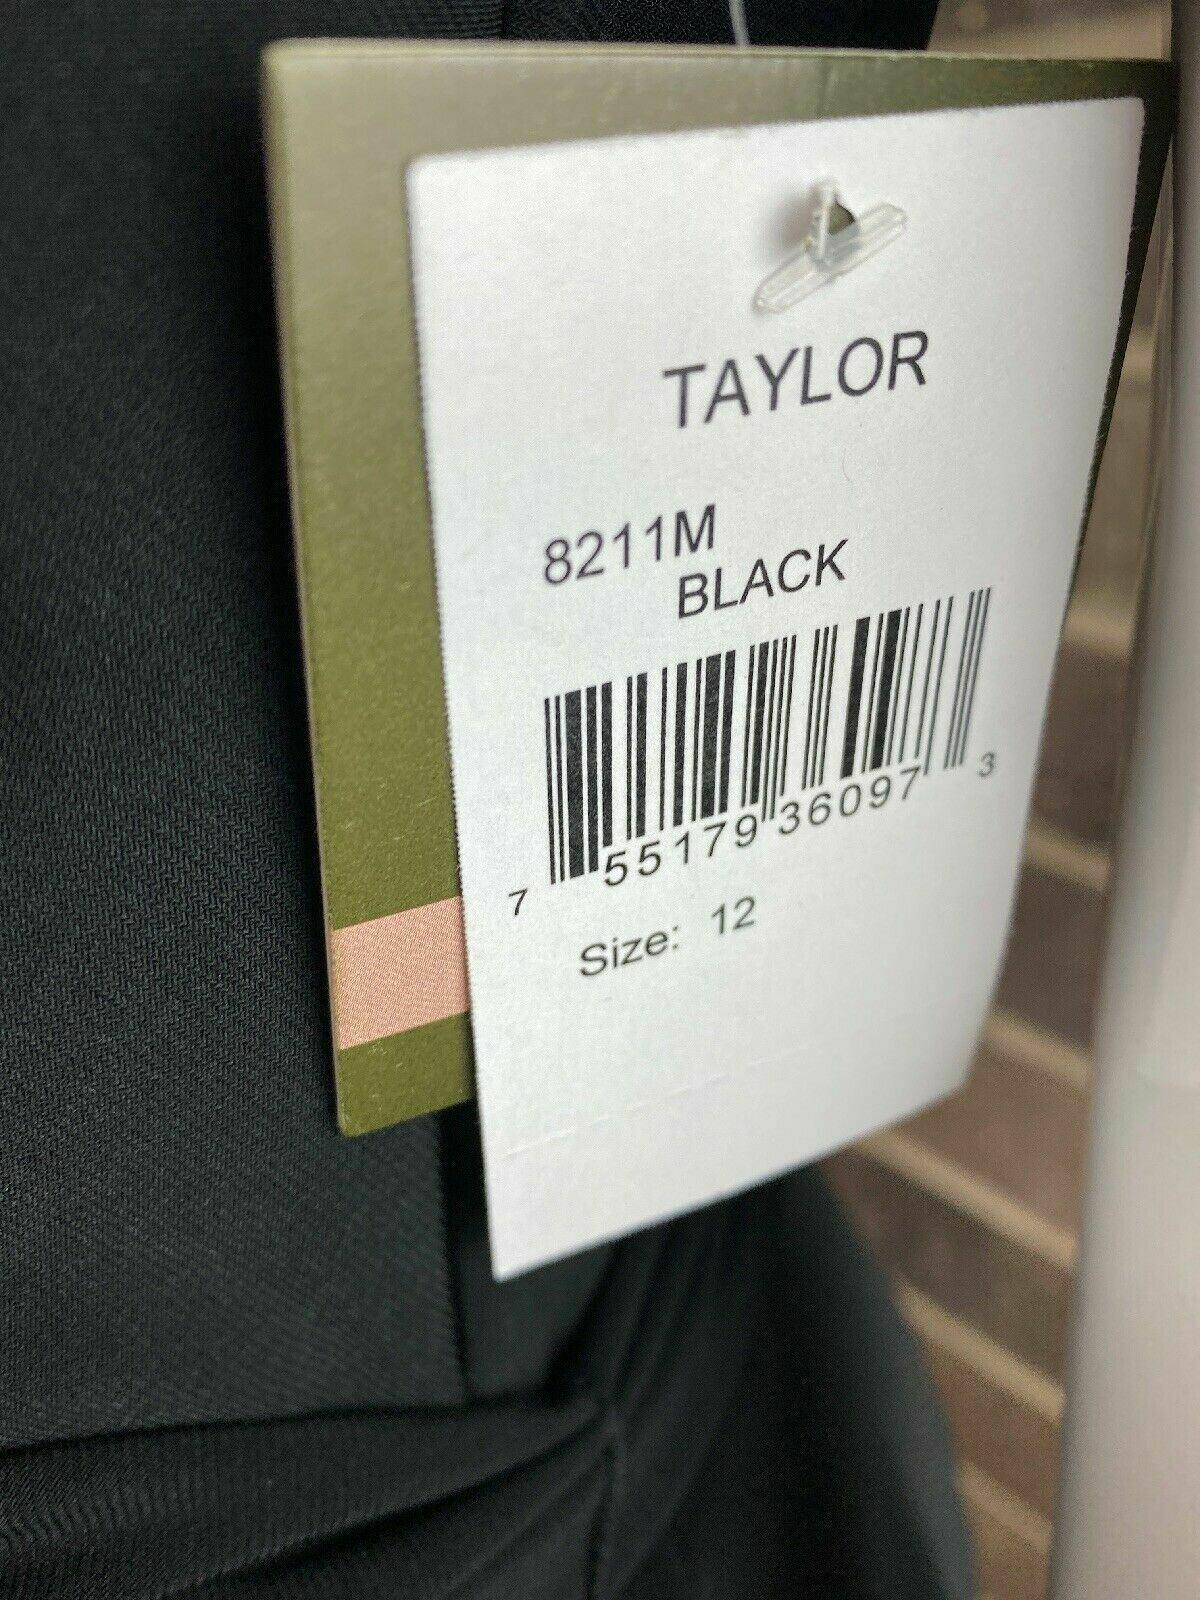 TAYLOR
8211M
BLACK
7 55179 36097 3
Size: 12